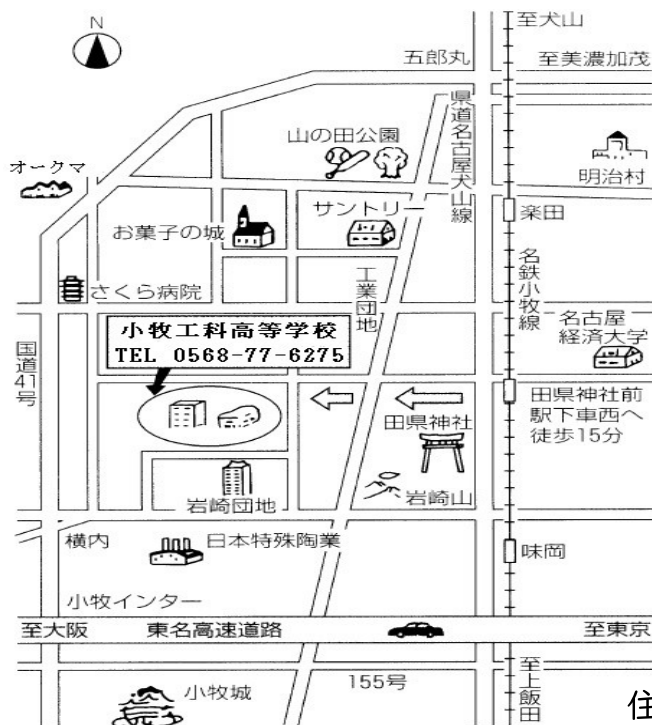 N
至犬山
五郎丸
至美濃加茂
県道名古屋犬山線
山の田公園
オークマ
明治村
サントリー
楽田
お菓子の城
工業団地
名鉄小牧線
さくら病院
名古屋
経済大学
小牧工科高等学校
TEL 0568-77-6275
国道41号
田県神社前
駅下車西へ
徒歩15分
田県神社
岩崎山
岩崎団地
横内
日本特殊陶業
味岡
小牧インター
至大阪
東名高速道路
至東京
小牧城
155号
至上飯田
住